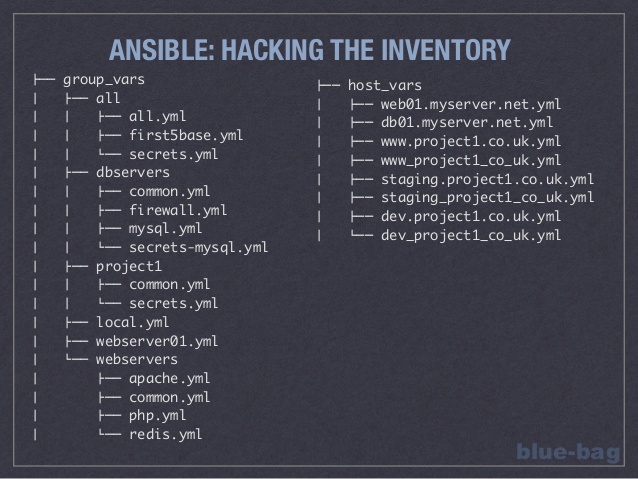 ANSIBLE: HACKING THE INVENTORY
├── group_vars
|   ├── all
|   |   ├── all.yml
|   |   ├── first5base.yml
|   |   └── secrets.yml
|   ├── dbservers
|   |   ├── common.yml
|   |   ├── firewall.yml
|   |   ├── mysql.yml
|   |   └── secrets-mysql.yml
|   ├── project1
|   |   ├── common.yml
|   |   └── secrets.yml
|   ├── local.yml
|   ├── webserver01.yml
|   └── webservers
|       ├── apache.yml
|       ├── common.yml
|       ├── php.yml
|       └── redis.yml
├── host_vars
|   ├── web01.myserver.net.yml
|   ├── db01.myserver.net.yml
|   ├── www.project1.co.uk.yml
|   ├── www_project1_co_uk.yml
|   ├── staging.project1.co.uk.yml
|   ├── staging_project1_co_uk.yml
|   ├── dev.project1.co.uk.yml
|   └── dev_project1_co_uk.yml
blue-bag